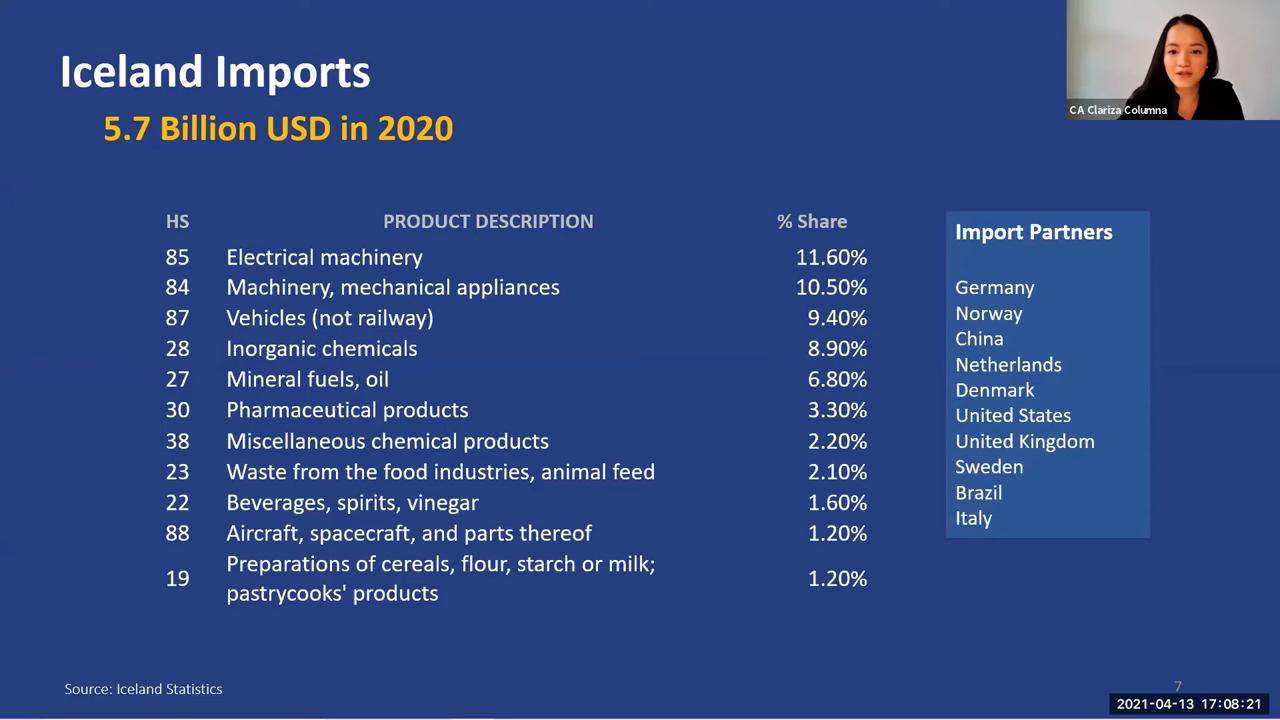 Iceland Imports
5.7 Billion USD in 2020
CA Clariza Columna
HS PRODUCT DESCRIPTION % Share
85 Electrical machinery 11.60%
84 Machinery, mechanical appliances 10.50%
87 Vehicles (not railway) 9.40%
28 Inorganic chemicals 8.90%
27 Mineral fuels, oil 6.80%
30 Pharmaceutical products 3.30%
38 Miscellaneous chemical products 2.20%
23 Waste from the food industries, animal feed 2.10%
22 Beverages, spirits, vinegar 1.60%
88 Aircraft, spacecraft, and parts thereof 1.20%
19 Preparations of cereals, flour, starch or milk; 1.20%
pastrycooks' products
Import Partners
Germany
Norway
China
Netherlands
Denmark
United States
United Kingdom
Sweden
Brazil
Italy
Source: Iceland Statistics
7
2021-04-13 17:08:21